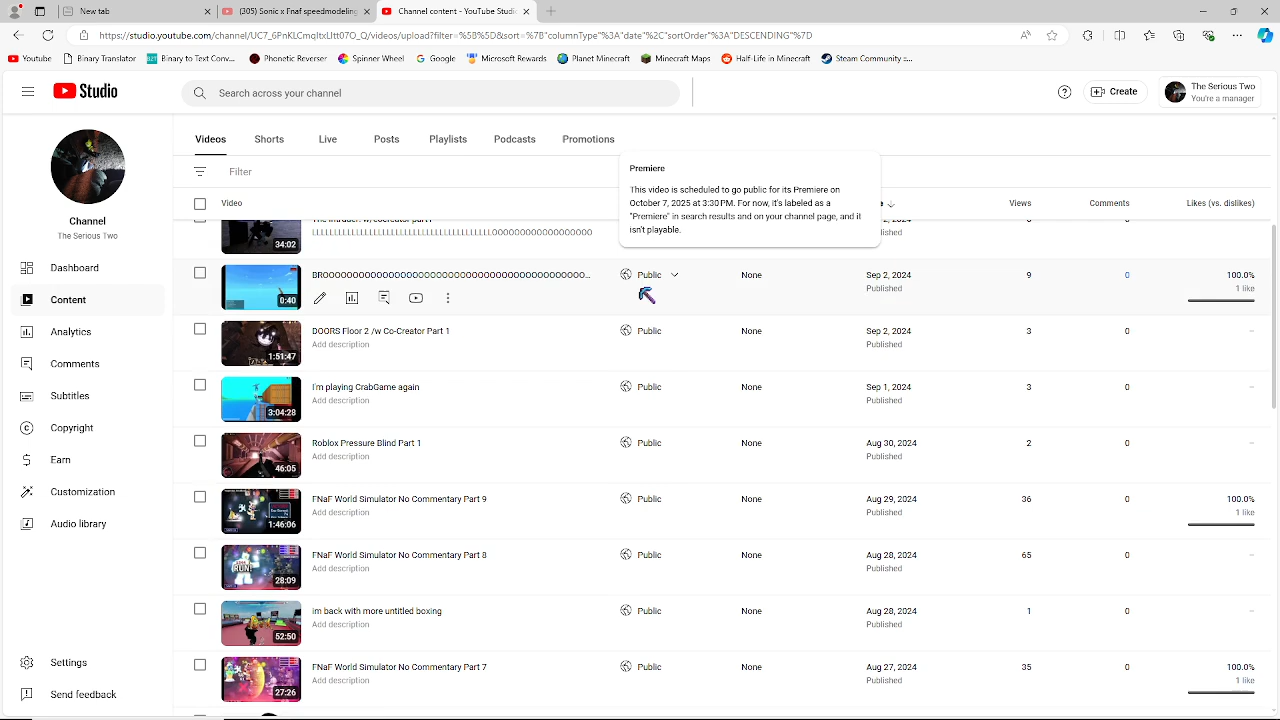 New tab
(305) Sonic x Fnaf speedmodeling
Channel content - YouTube Studio
https://studio.youtube.com/channel/UC7_6PnKLCmqItxLItt07O_Q/videos/upload?filter=%5B%5D&sort=%7B"columnType"%3A"date"%2C"sortOrder"%3A"DESCENDING"%7D
Youtube
Binary Translator
Binary to Text Conv...
Phonetic Reverser
Spinner Wheel
Google
Microsoft Rewards
Planet Minecraft
Minecraft Maps
Red-Life in Minecraft
Steam Community :...
Studio
Search across your channel
Create
The Serious Two
You're a manager
Channel
The Serious Two
Dashboard
Content
Analytics
Comments
Subtitles
Copyright
Earn
Customization
Audio library
Settings
Send feedback
Videos Shorts Live Posts Playlists Podcasts Promotions
Filter
Premiere
This video is scheduled to go public for its Premiere on
October 7, 2025 at 3:30 PM. For now, it's labeled as a
"Premiere" in search results and on your channel page, and it
isn't playable.
Video Views Comments Likes (vs. dislikes)
34:02
Published
0:40 Public None Sep 2, 2024 9 0 100.0%
Published 1 like
DOORS Floor 2 /w Co-Creator Part 1 Public None Sep 2, 2024 3 0 –
Add description Published
1:51:47
I'm playing CrabGame again Public None Sep 1, 2024 3 0 –
Add description Published
3:04:28
Roblox Pressure Blind Part 1 Public None Aug 30, 2024 2 0 –
Add description Published
46:05
FNaF World Simulator No Commentary Part 9 Public None Aug 29, 2024 36 0 100.0%
Add description Published 1 like
1:46:06
FNaF World Simulator No Commentary Part 8 Public None Aug 28, 2024 65 0 –
Add description Published
28:09
im back with more untitled boxing Public None Aug 28, 2024 1 0 –
Add description Published
52:50
FNaF World Simulator No Commentary Part 7 Public None Aug 27, 2024 35 0 100.0%
Add description Published 1 like
27:26